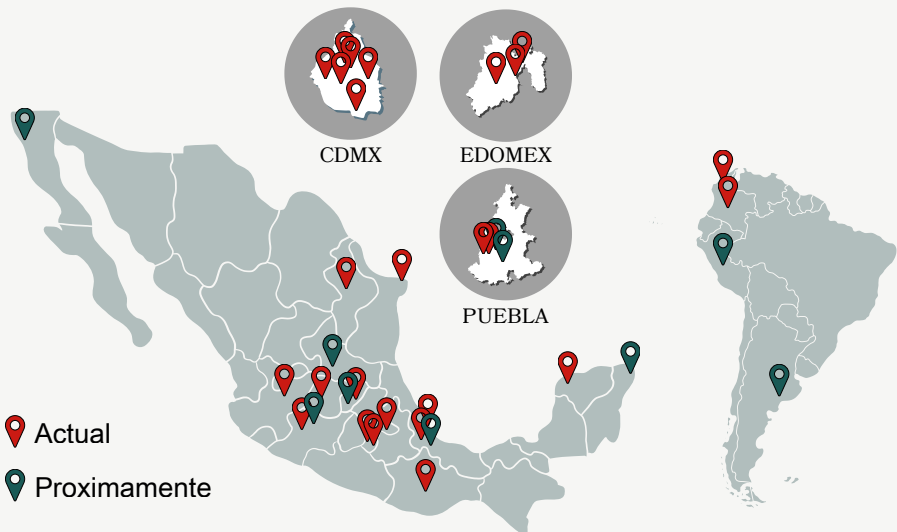 CDMX
EDOMEX
PUEBLA
Actual
Proximamente